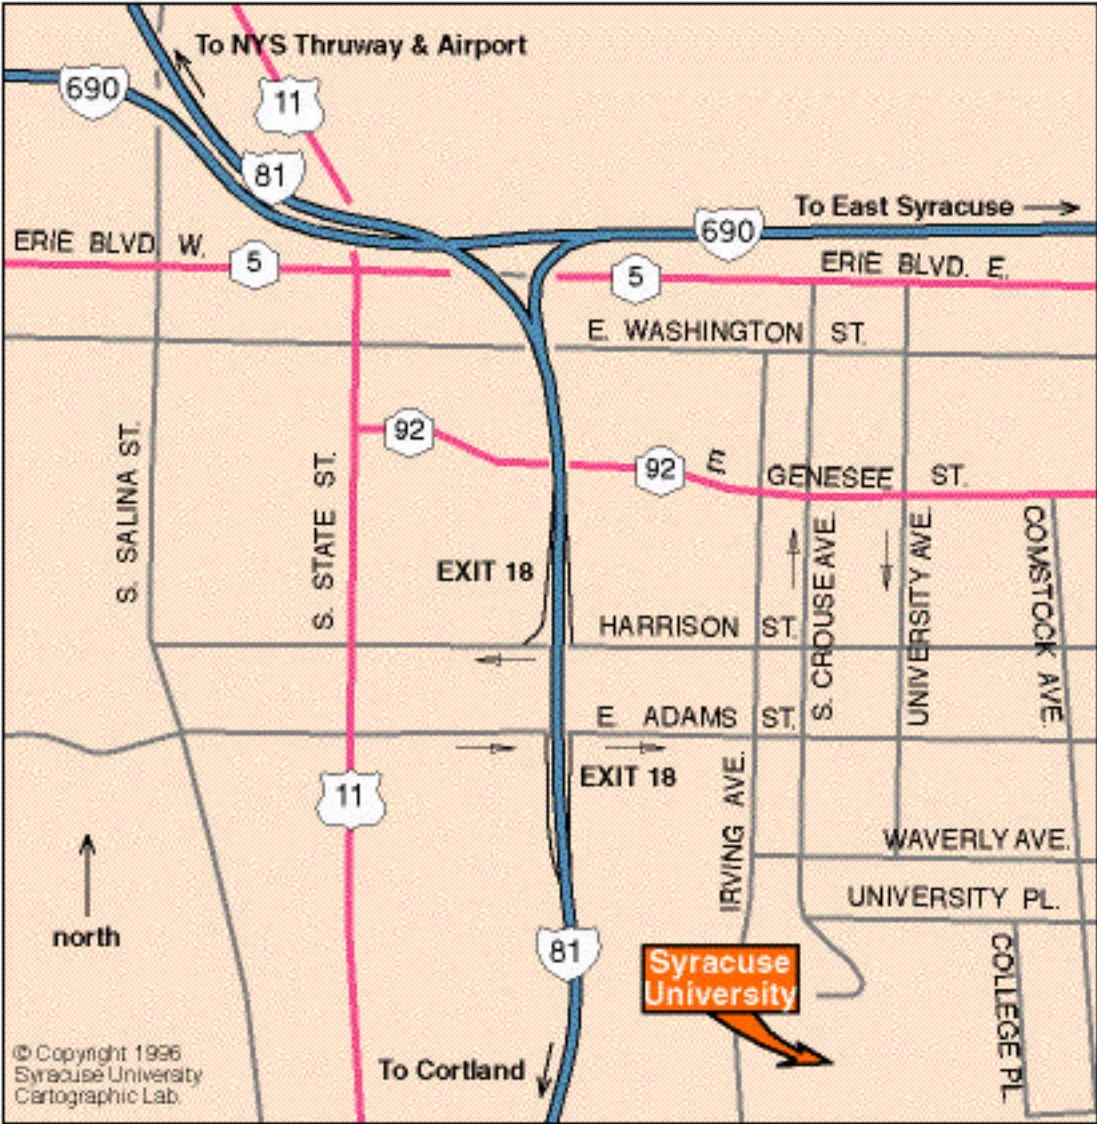 To NYS Thruway & Airport
690
11
81
To East Syracuse
690
ERIE BLVD. W.
5
5
ERIE BLVD. E.
E. WASHINGTON ST.
92
92
E
GENESEE ST.
S. SALINA ST.
S. STATE ST.
EXIT 18
S. CROUSE AVE.
UNIVERSITY AVE.
COMSTOCK AVE.
HARRISON ST.
E. ADAMS ST.
EXIT 18
11
IRVING AVE.
WAVERLY AVE.
UNIVERSITY PL.
north
81
Syracuse
University
COLLEGE PL
© Copyright 1996
Syracuse University
Cartographic Lab.
To Cortland